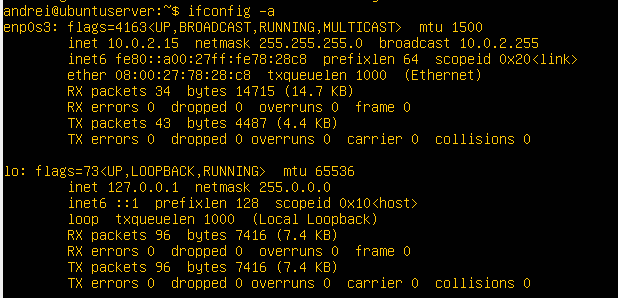 andrei@ubuntuserver:~$ ifconfig -a
enp0s3: flags=4163<UP,BROADCAST,RUNNING,MULTICAST>  mtu 1500
        inet 10.0.2.15  netmask 255.255.255.0  broadcast 10.0.2.255
        inet6 fe80::a00:27ff:fe78:28c8  prefixlen 64  scopeid 0x20<link>
        ether 08:00:27:78:28:c8  txqueuelen 1000  (Ethernet)
        RX packets 34  bytes 14715 (14.7 KB)
        RX errors 0  dropped 0  overruns 0  frame 0
        TX packets 43  bytes 4487 (4.4 KB)
        TX errors 0  dropped 0 overruns 0  carrier 0  collisions 0

lo: flags=73<UP,LOOPBACK,RUNNING>  mtu 65536
        inet 127.0.0.1  netmask 255.0.0.0
        inet6 ::1  prefixlen 128  scopeid 0x10<host>
        loop  txqueuelen 1000  (Local Loopback)
        RX packets 96  bytes 7416 (7.4 KB)
        RX errors 0  dropped 0  overruns 0  frame 0
        TX packets 96  bytes 7416 (7.4 KB)
        TX errors 0  dropped 0 overruns 0  carrier 0  collisions 0